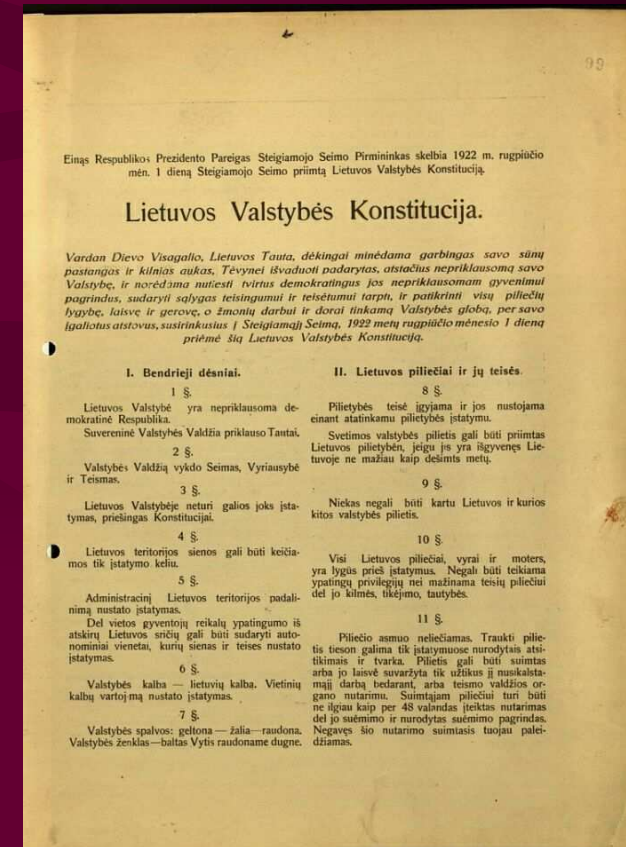 99
Einąs Respublikos Prezidento Pareigas Steigiamojo Seimo Pirmininkas skelbia 1922 m. rugpiūčio
mėn. 1 dieną Steigiamojo Seimo priimtą Lietuvos Valstybės Konstituciją.
Lietuvos Valstybės Konstitucija.
Vardan Dievo Visagalio, Lietuvos Tauta, dėkingai minėdama garbingas savo sūnų
pastangas ir kilnias aukas, Tėvynei išvaduoti padarytas, atstačius nepriklausomą savo
Valstybę, ir norėdama nutiesti tvirtus demokratingus jos nepriklausomam gyvenimui
pagrindus, sudaryti sąlygas teisingumui ir teisėtumui tarpti, ir patikrinti visų piliečių
lygybę, laisvę ir gerovę, o žmonių darbui ir dorai tinkamą Valstybės globą, per savo
įgaliotus atstovus, susirinkusius į Steigiamąjį Seimą, 1922 metų rugpiūčio mėnesio 1 dieną
priėmė šią Lietuvos Valstybės Konstituciją.
I. Bendrieji dėsniai.
1 §.
Lietuvos Valstybė yra nepriklausoma de-
mokratinė Respublika.
Suvereninė Valstybės Valdžia priklauso Tautai.
2 §.
Valstybės Valdžią vykdo Seimas, Vyriausybė
ir Teismas.
3 §.
Lietuvos Valstybėje neturi galios joks įsta-
tymas, priešingas Konstitucijai.
4 §.
Lietuvos teritorijos sienos gali būti keičia-
mos tik įstatymo keliu.
5 §.
Administracinį Lietuvos teritorijos padali-
nimą nustato įstatymas.
Del vietos gyventojų reikalų ypatingumo iš
atskirų Lietuvos sričių gali būti sudaryti auto-
nominiai vienetai, kurių sienas ir teises nustato
įstatymas.
6 §.
Valstybės kalba — lietuvių kalba. Vietinių
kalbų vartojimą nustato įstatymas.
7 §.
Valstybės spalvos: geltona — žalia—raudona.
Valstybės ženklas—baltas Vytis raudoname dugne.
II. Lietuvos piliečiai ir jų teisės.
8 §.
Pilietybės teisė įgyjama ir jos nustojama
einant atatinkamu pilietybės įstatymu.
Svetimos valstybės pilietis gali būti priimtas
Lietuvos pilietybėn, jeigu jis yra išgyvenęs Lie-
tuvoje ne mažiau kaip dešimts metų.
9 §.
Niekas negali būti kartu Lietuvos ir kurios
kitos valstybės pilietis.
10 §.
Visi Lietuvos piliečiai, vyrai ir moters,
yra lygūs prieš įstatymus. Negali būti teikiama
ypatingų privilegijų nei mažinama teisių piliečiui
del jo kilmės, tikėjimo, tautybės.
11 §.
Piliečio asmuo neliečiamas. Traukti pilie-
tis tieson galima tik įstatymuose nurodytais atsi-
tikimais ir tvarka. Pilietis gali būti suimtas
arba jo laisvė suvaržyta tik užtikus jį nusikalsta-
mąjį darbą bedarant, arba teismo valdžios or-
gano nutarimu. Suimtajam piliečiui turi būti
ne ilgiau kaip per 48 valandas įteiktas nutarimas
del jo suėmimo ir nurodytas suėmimo pagrindas.
Negavęs šio nutarimo suimtasis tuojau palei-
džiamas.